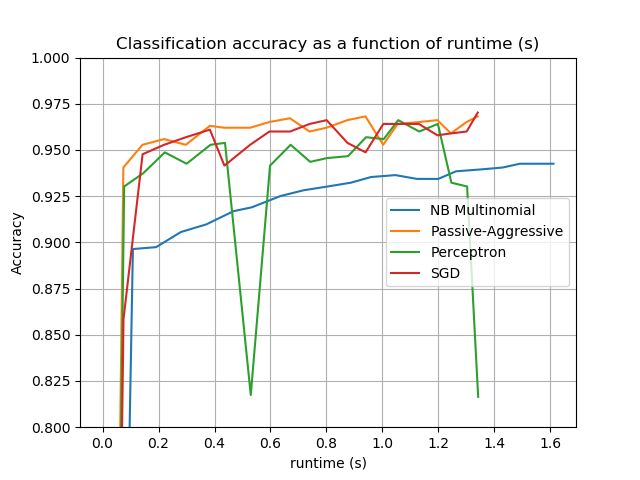 Classification accuracy as a function of runtime (s)
1.000
0.975
0.950
0.925
0.900
0.875
0.850
0.825
0.800
Accuracy
NB Multinomial
Passive-Aggressive
Perceptron
SGD
0.0 0.2 0.4 0.6 0.8 1.0 1.2 1.4 1.6
runtime (s)